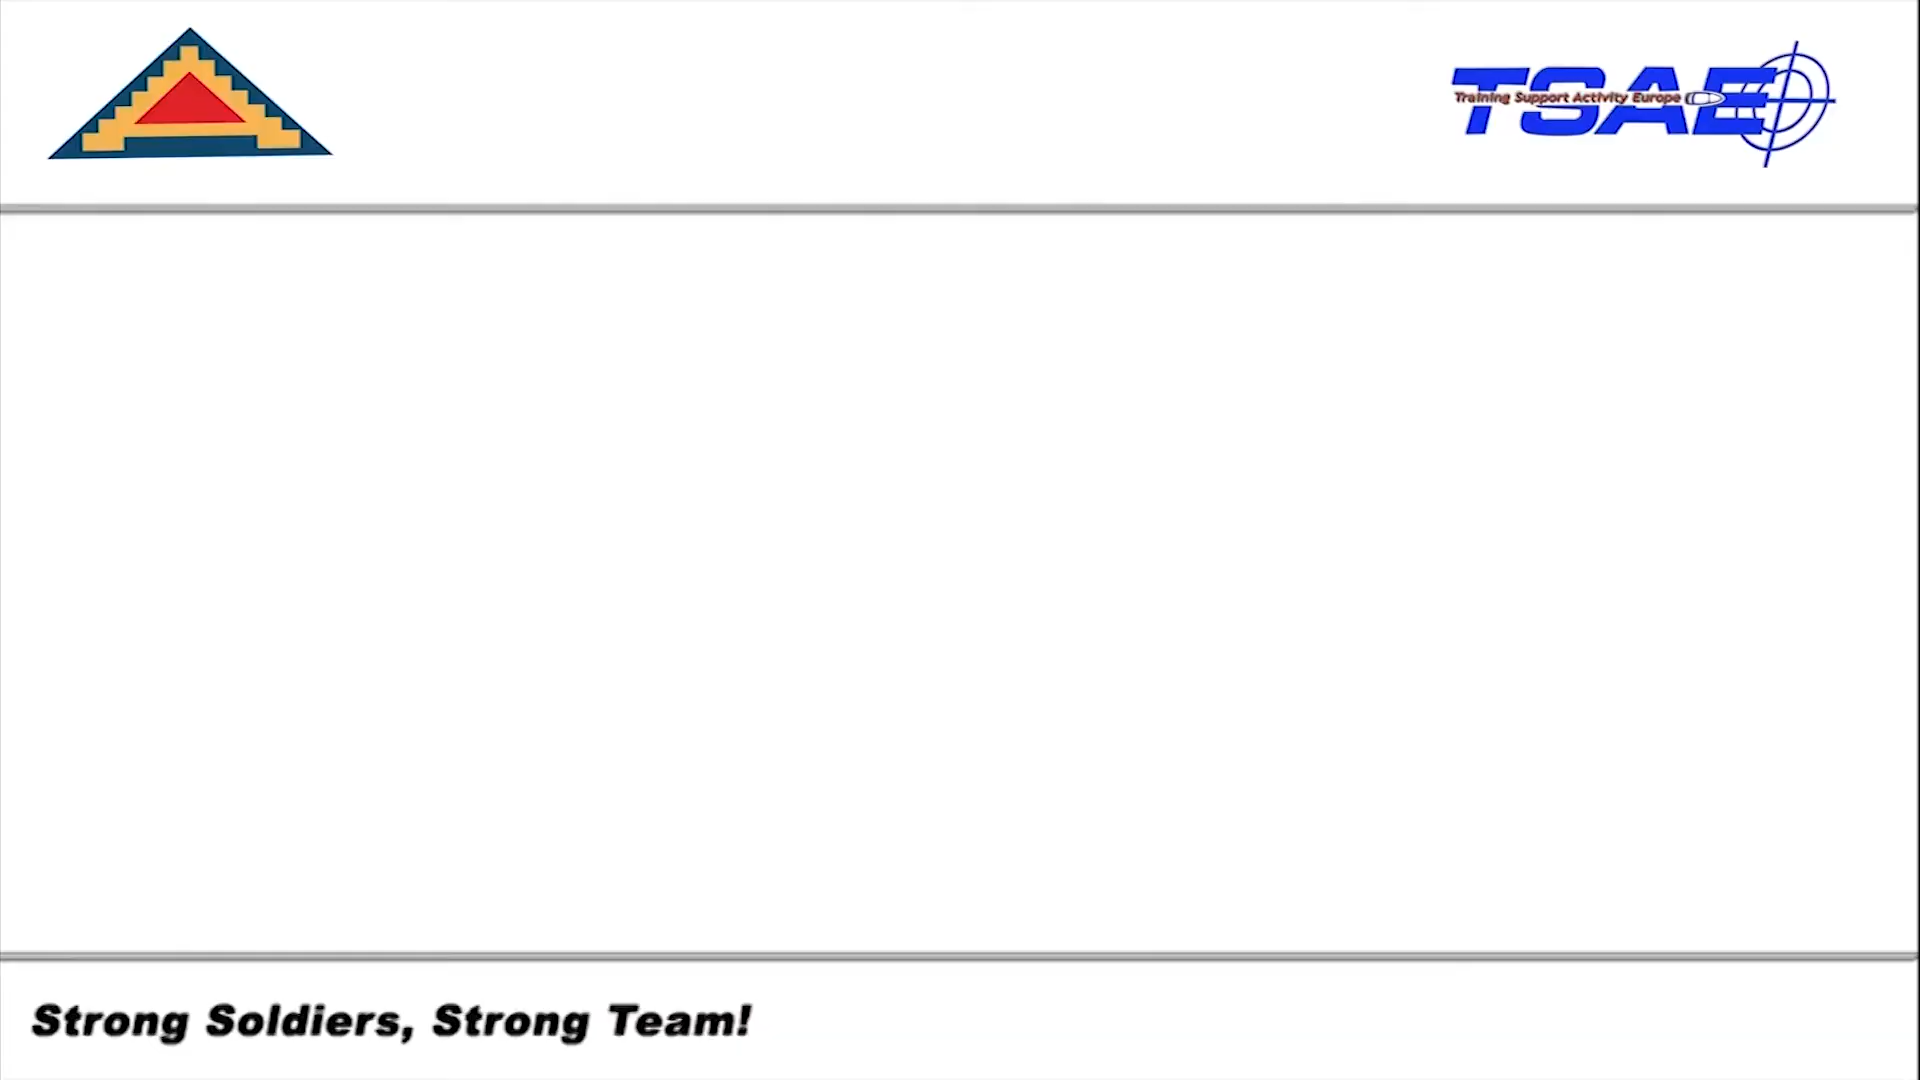 TSAE
Training Support Activity Europe
Strong Soldiers, Strong Team!